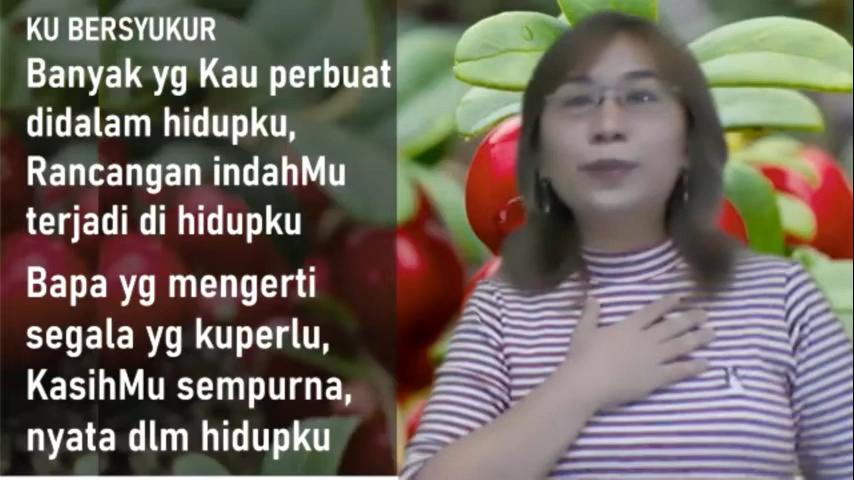 KU BERSYUKUR
Banyak yg Kau perbuat
didalam hidupku,
Rancangan indahMu
terjadi di hidupku
Bapa yg mengerti
segala yg kuperlu,
KasihMu sempurna,
nyata dlm hidupku